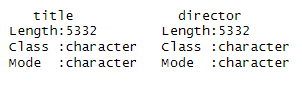 title director
Length:5332 Length:5332
Class :character Class :character
Mode :character Mode :character